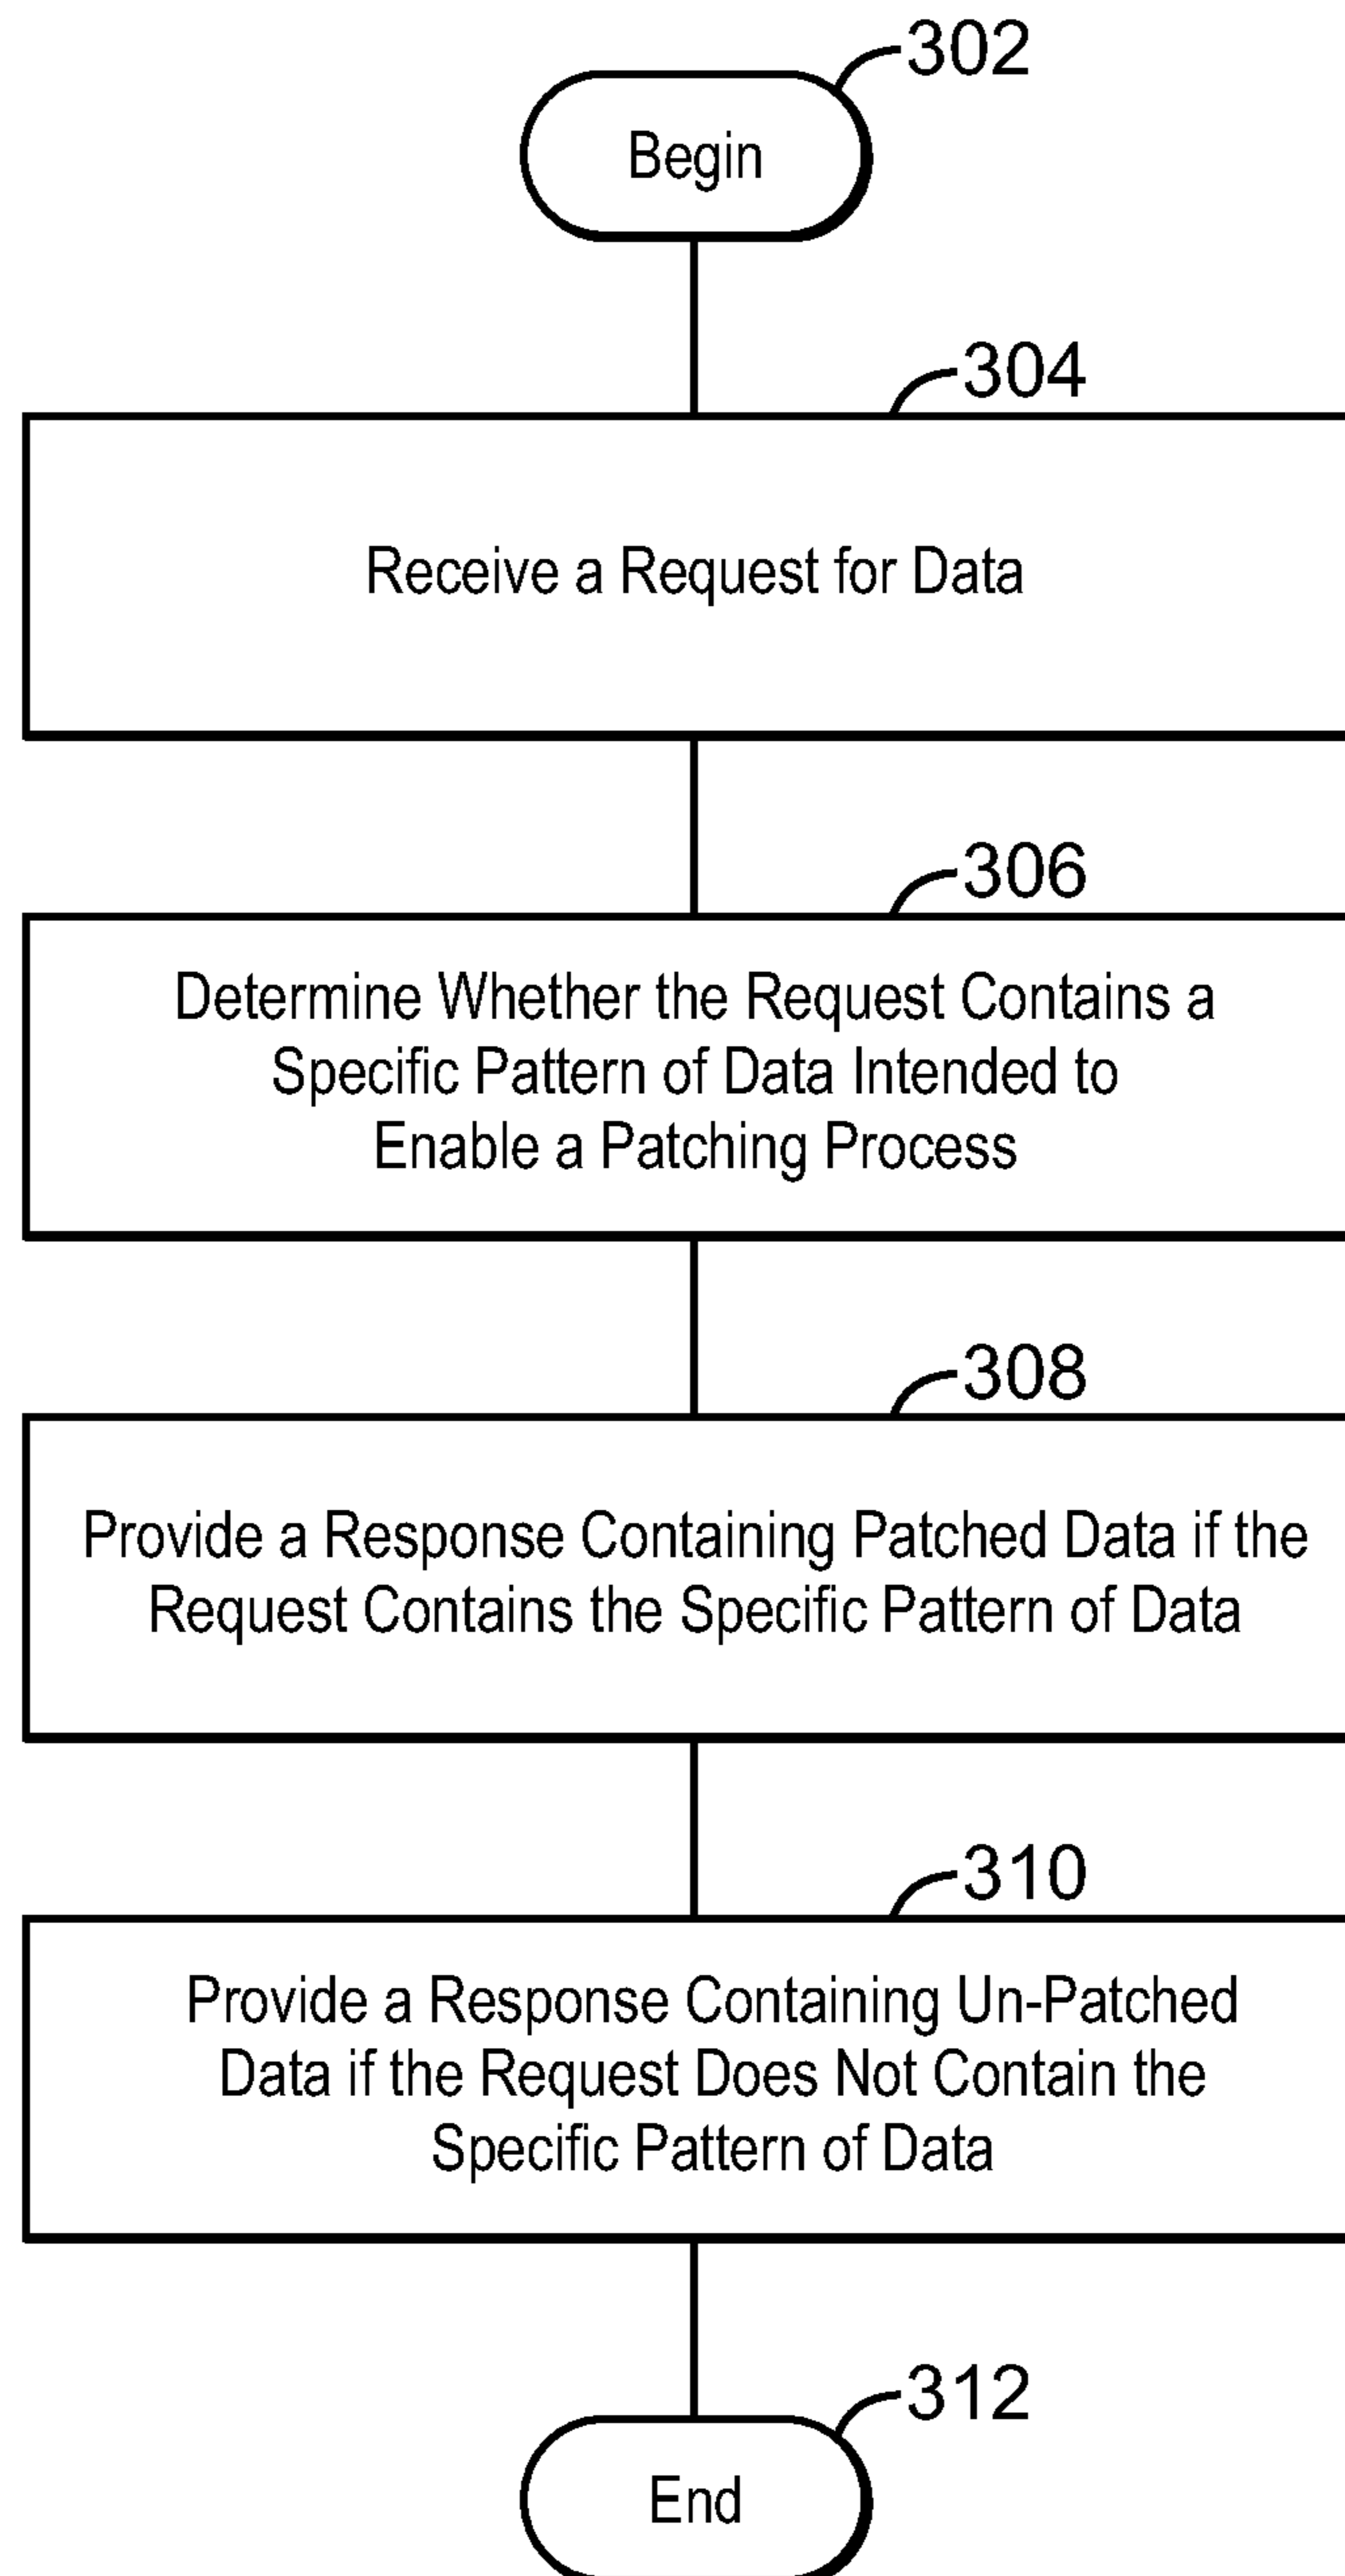 302
Begin
304
Receive a Request for Data
306
Determine Whether the Request Contains a
Specific Pattern of Data Intended to
Enable a Patching Process
308
Provide a Response Containing Patched Data if the
Request Contains the Specific Pattern of Data
310
Provide a Response Containing Un-Patched
Data if the Request Does Not Contain the
Specific Pattern of Data
312
End